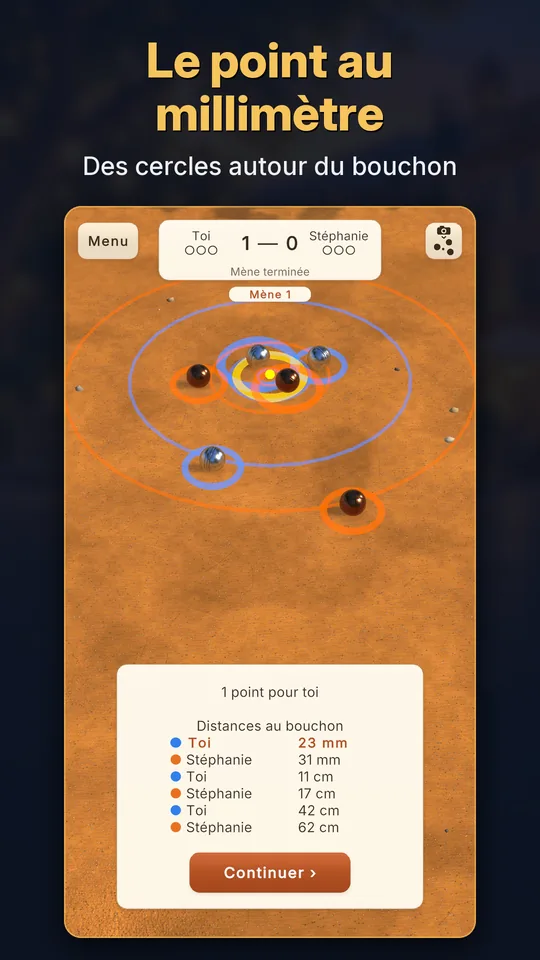 Le point au
millimètre
Des cercles autour du bouchon
Menu
Toi 1 — 0 Stéphanie
Mène terminée
Mène 1
1 point pour toi
Distances au bouchon
Toi 23 mm
Stéphanie 31 mm
Toi 11 cm
Stéphanie 17 cm
Toi 42 cm
Stéphanie 62 cm
Continuer ›